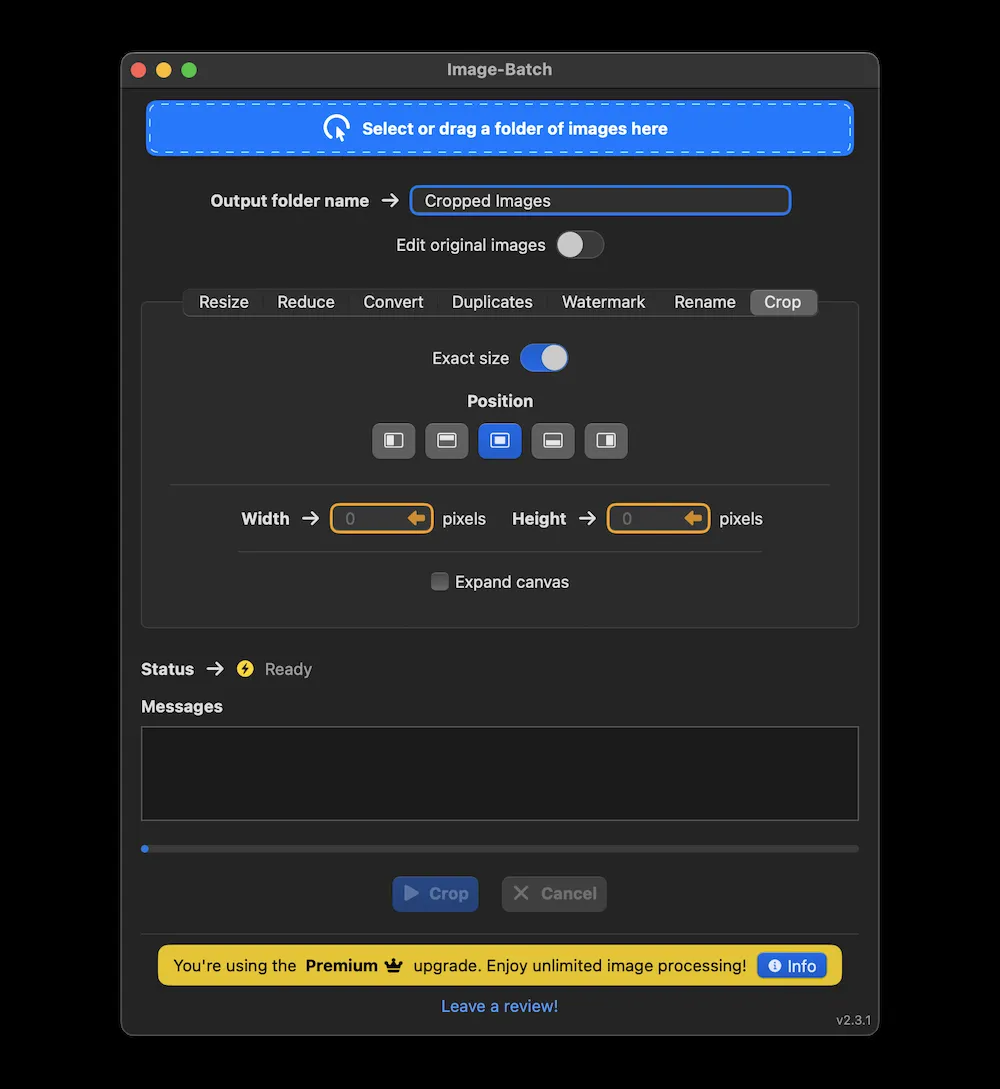 Image-Batch
Select or drag a folder of images here
Output folder name → Cropped Images
Edit original images
Resize Reduce Convert Duplicates Watermark Rename Crop
Exact size
Position
Width → 0 pixels Height → 0 pixels
Expand canvas
Status → Ready
Messages
Crop Cancel
You're using the Premium upgrade. Enjoy unlimited image processing! Info
Leave a review!
v2.3.1